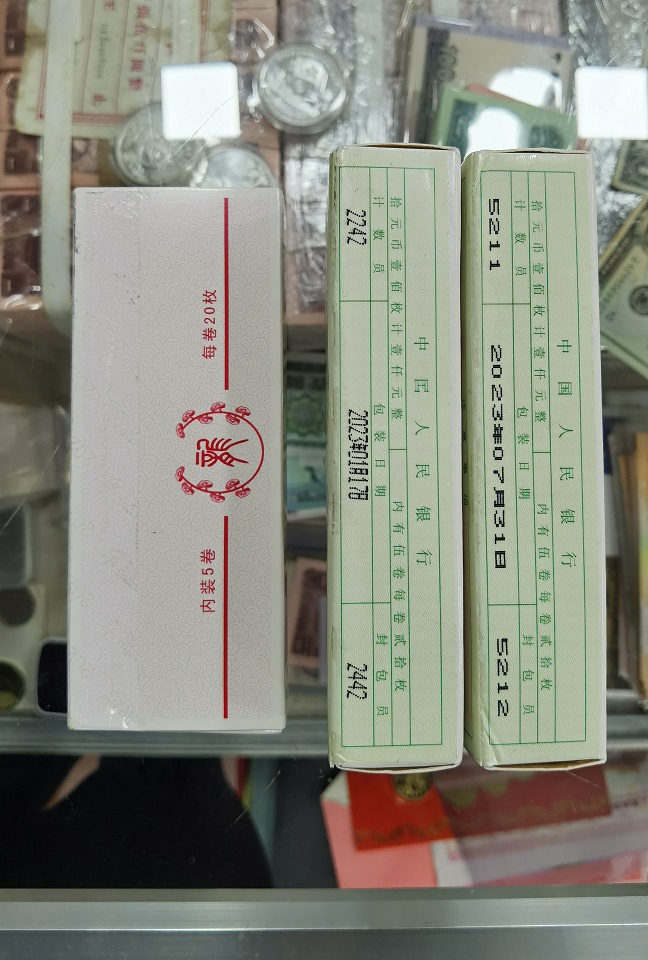 每卷20枚
内装5卷
中国人民银行
拾元币壹佰枚计壹仟元整
内有伍卷每卷贰拾枚
计数员
包装日期
封包员
2242
2023年01月17日
2442
中国人民银行
拾元币壹佰枚计壹仟元整
内有伍卷每卷贰拾枚
计数员
包装日期
封包员
5211
2023年07月31日
5212
100